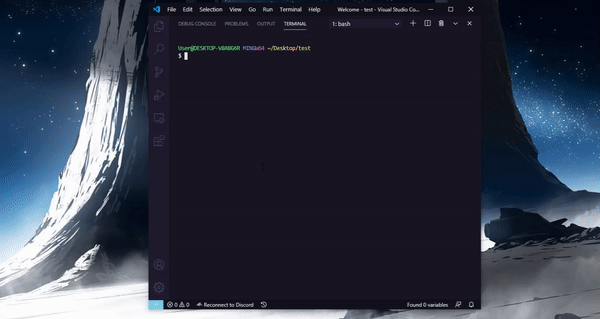 File Edit Selection View Go Run Terminal Help Welcome - test - Visual Studio Co...
DEBUG CONSOLE PROBLEMS OUTPUT TERMINAL 1: bash
User@DESKTOP-V8ABG6R MINGW64 ~/Desktop/test
$
0 0 Reconnect to Discord Found 0 variables